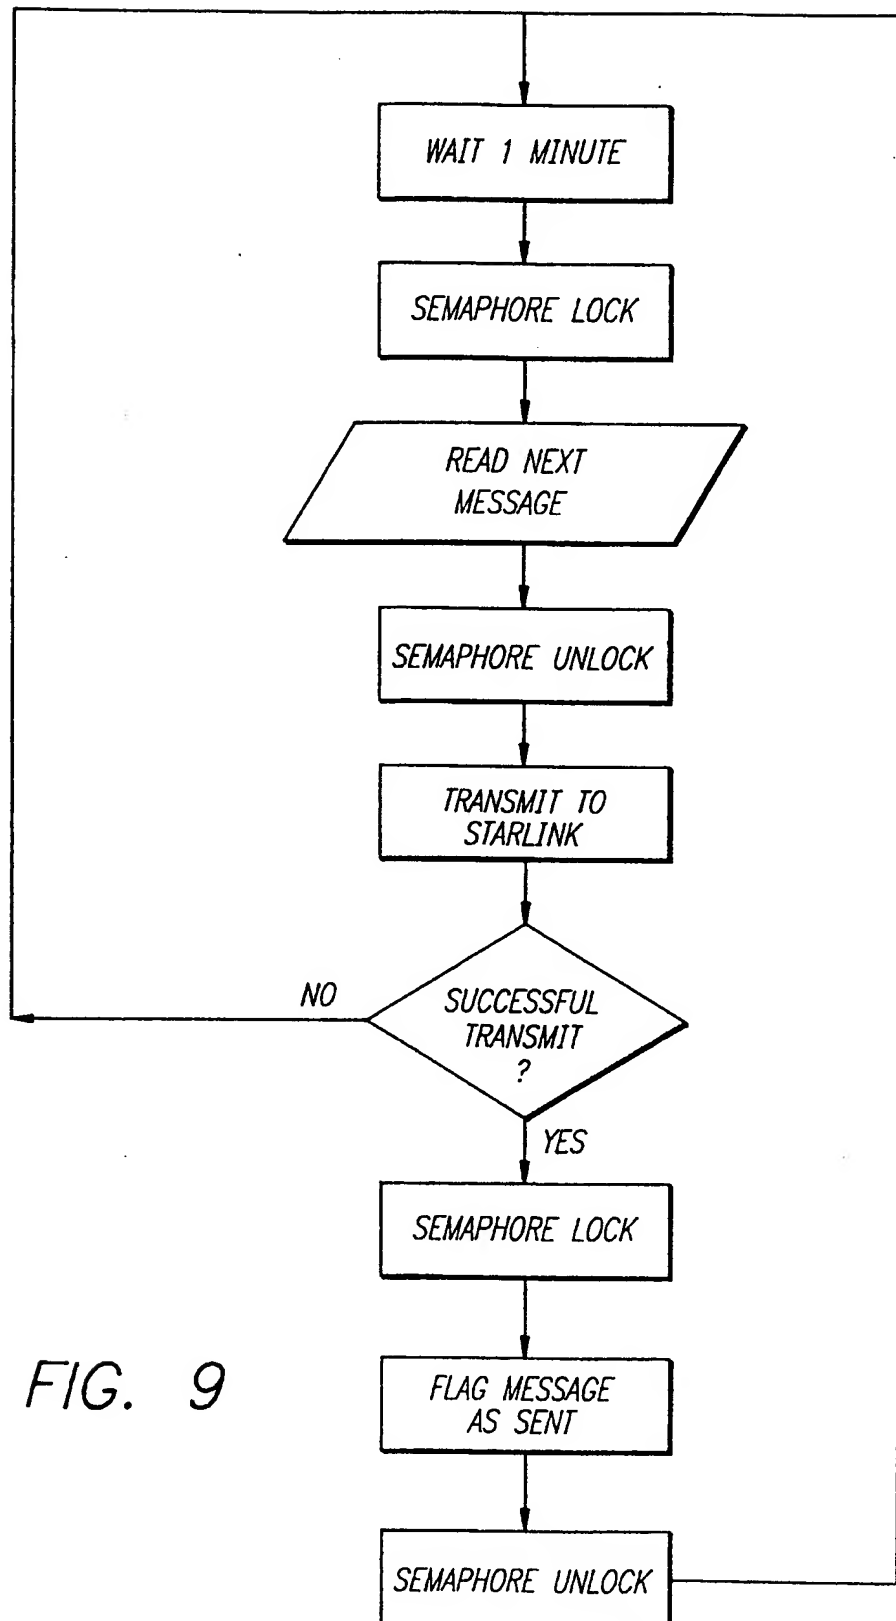 WAIT 1 MINUTE
SEMAPHORE LOCK
READ NEXT
MESSAGE
SEMAPHORE UNLOCK
TRANSMIT TO
STARLINK
NO
SUCCESSFUL
TRANSMIT
?
YES
SEMAPHORE LOCK
FLAG MESSAGE
AS SENT
FIG. 9
SEMAPHORE UNLOCK